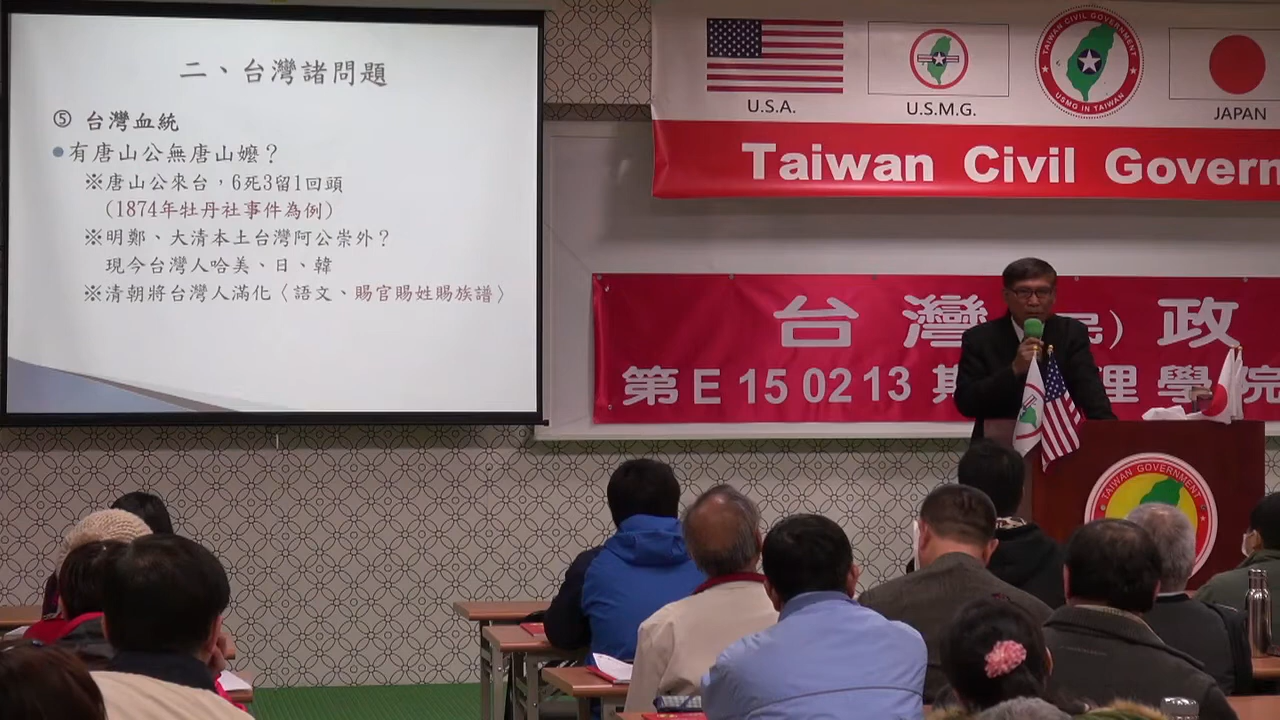 二、台灣諸問題
⑤ 台灣血統
●有唐山公無唐山嬤？
※唐山公來台，6死3留1回頭
(1874年牡丹社事件為例)
※明鄭、大清本土台灣阿公崇外？
現今台灣人哈美、日、韓
※清朝將台灣人滿化〈語文、賜官賜姓賜族譜〉
U.S.A.
U.S.M.G.
TAIWAN CIVIL GOVERNMENT
USMG IN TAIWAN
JAPAN
Taiwan Civil Govern
台灣 民）政
第E 15 02 13 期 理學院
TAIWAN GOVERNMENT